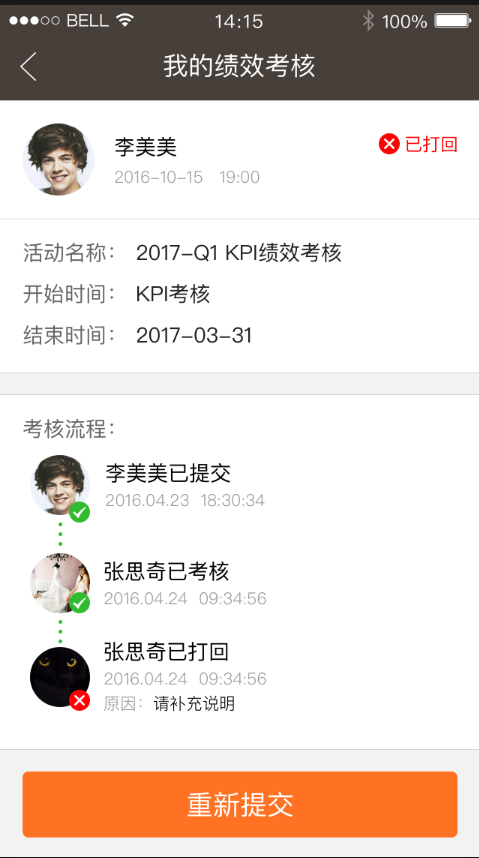 BELL 14:15 100%
我的绩效考核
李美美 已打回
2016-10-15 19:00
活动名称： 2017-Q1 KPI绩效考核
开始时间： KPI考核
结束时间： 2017-03-31
考核流程：
李美美已提交
2016.04.23 18:30:34
张思奇已考核
2016.04.24 09:34:56
张思奇已打回
2016.04.24 09:34:56
原因：请补充说明
重新提交